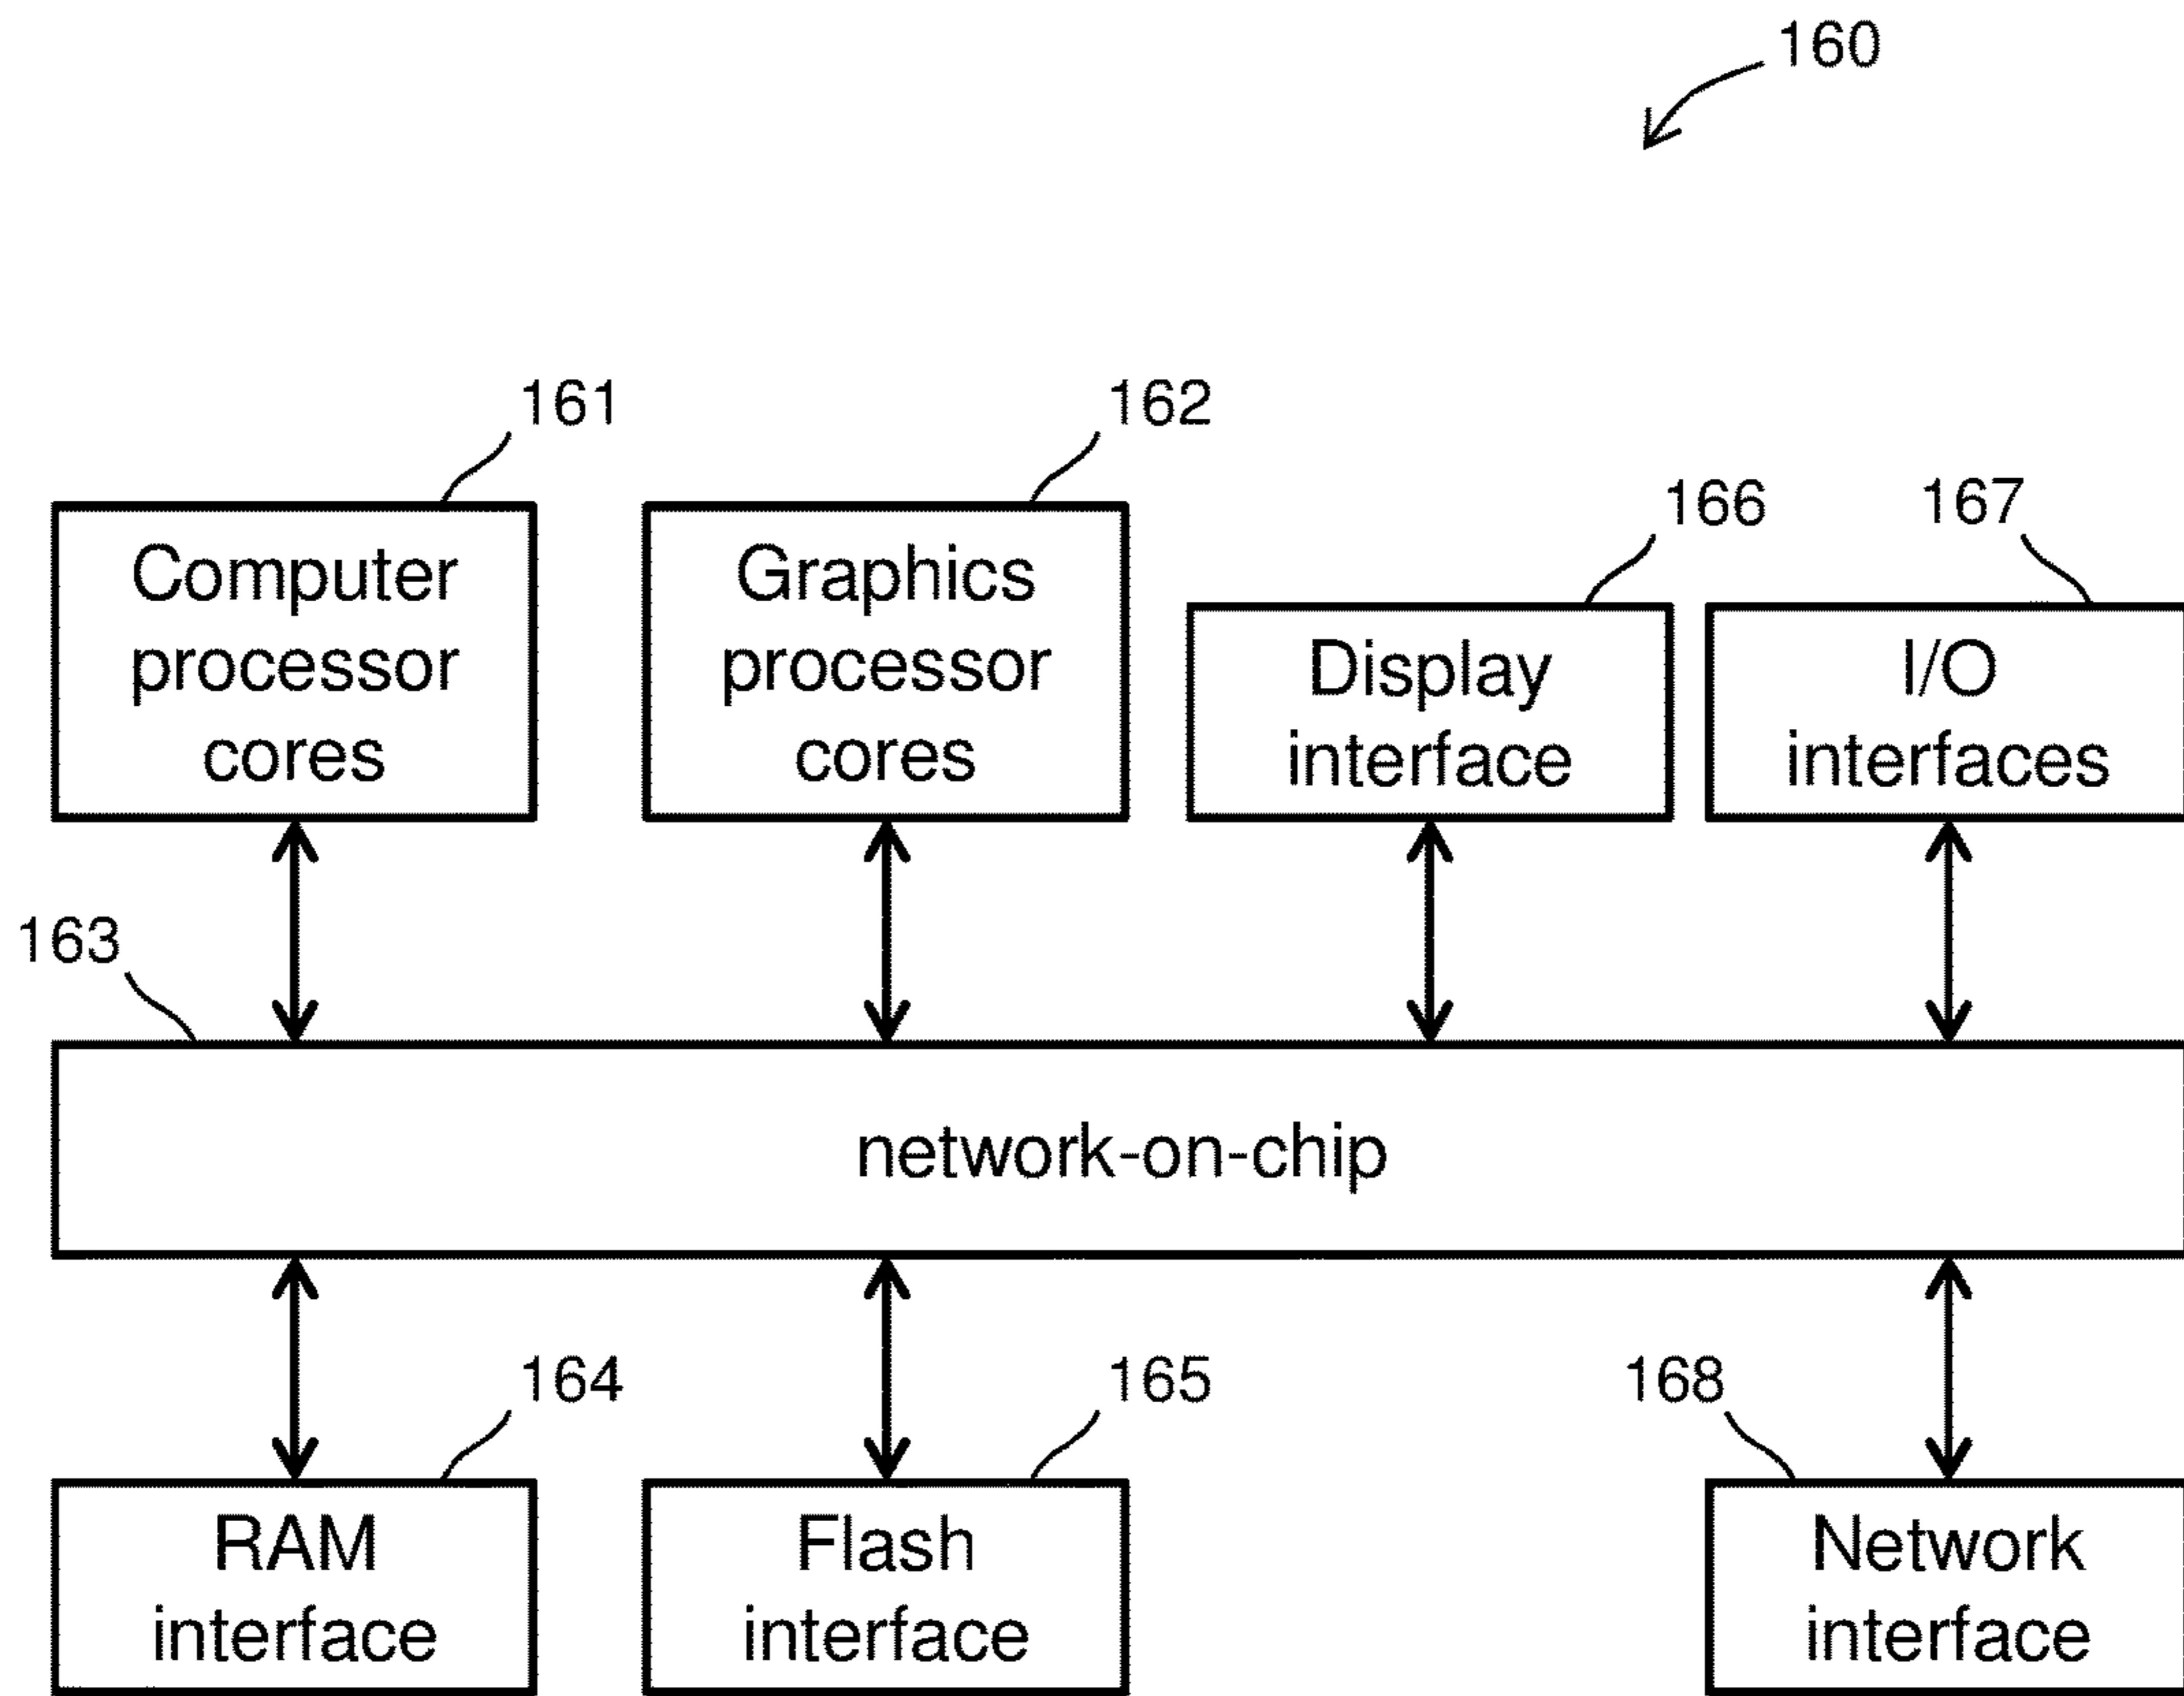 160
161
162
166
167
Computer
processor
cores
Graphics
processor
cores
Display
interface
I/O
interfaces
163
network-on-chip
164
165
168
RAM
interface
Flash
interface
Network
interface